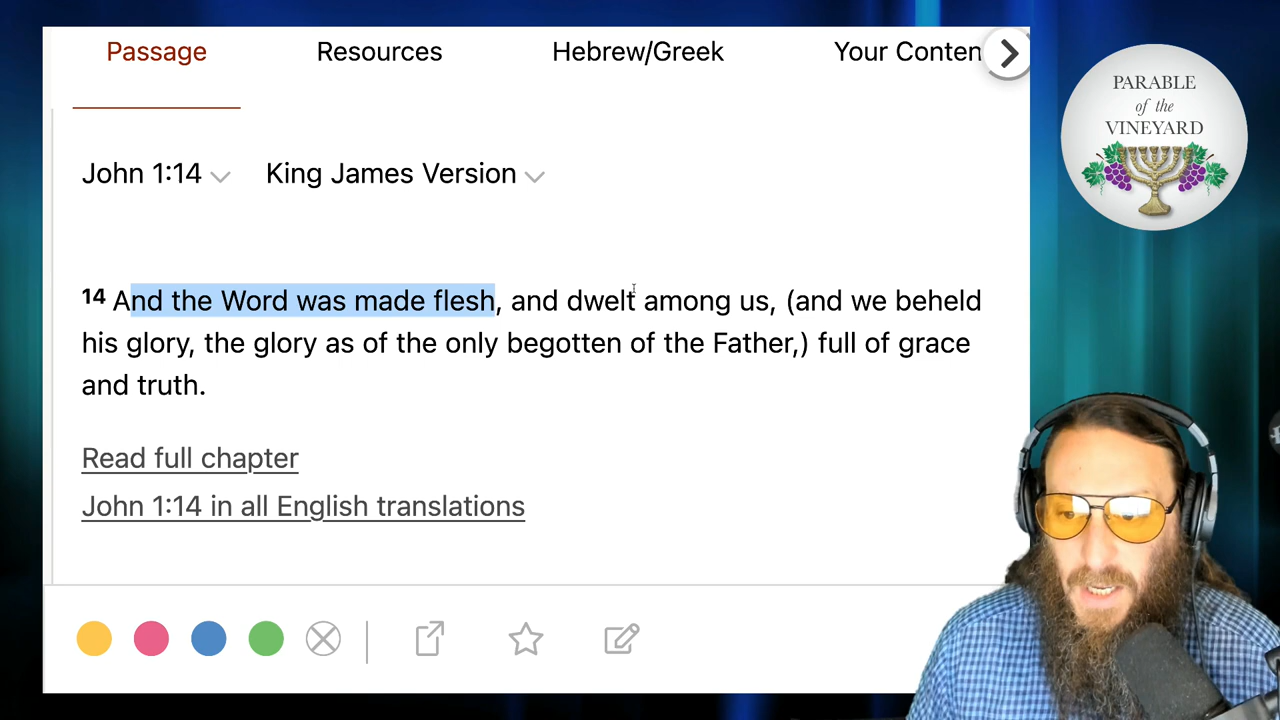 Passage Resources Hebrew/Greek Your Conten
PARABLE
of the
VINEYARD
John 1:14 King James Version
14 And the Word was made flesh, and dwelt among us, (and we beheld
his glory, the glory as of the only begotten of the Father,) full of grace
and truth.
Read full chapter
John 1:14 in all English translations